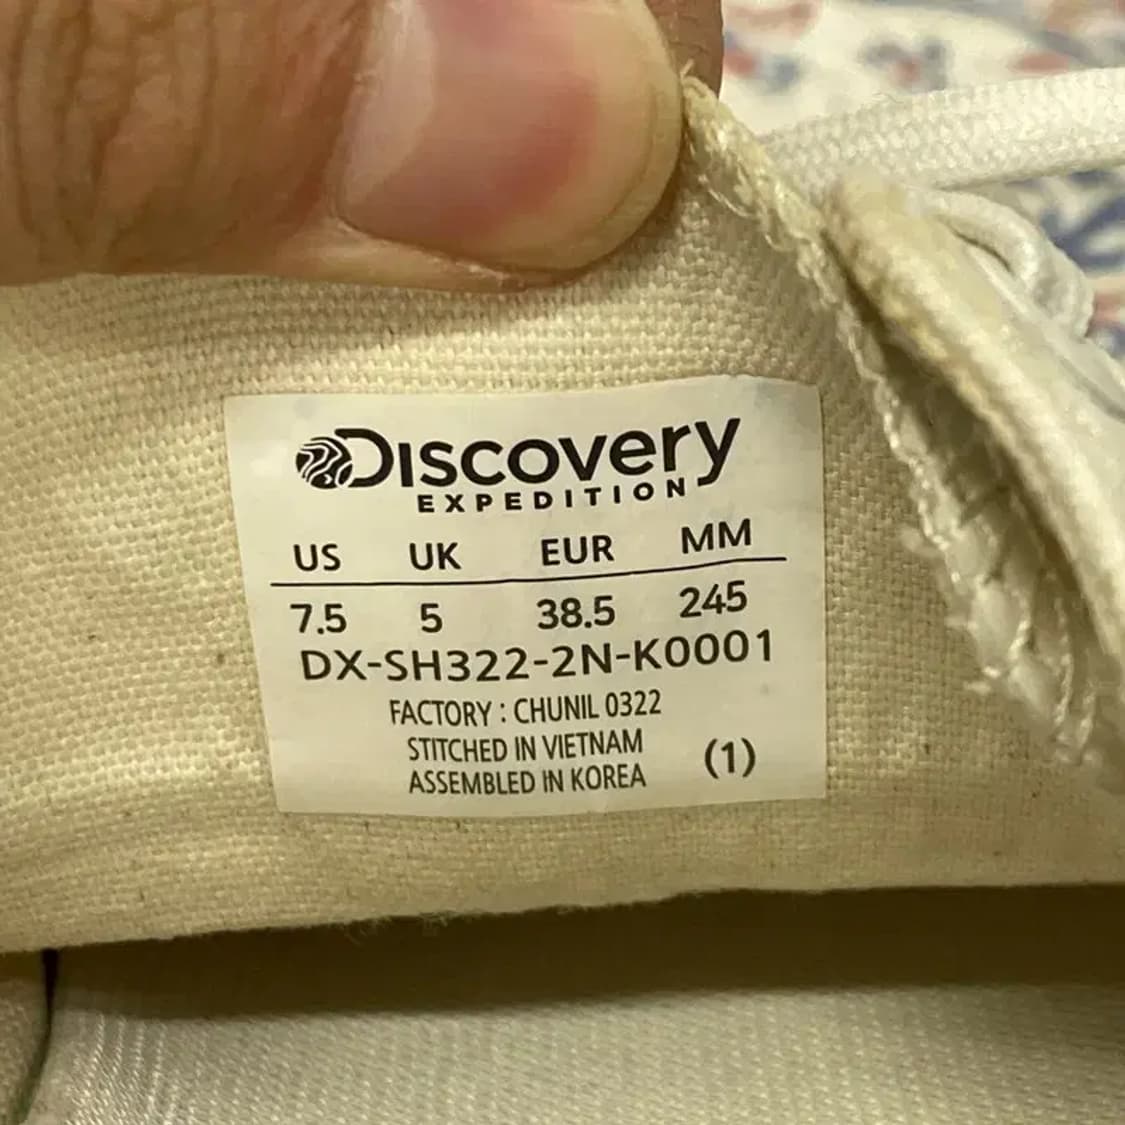 DISCOVERY
EXPEDITION
US UK EUR MM
7.5 5 38.5 245
DX-SH322-2N-K0001
FACTORY : CHUNIL 0322
STITCHED IN VIETNAM
ASSEMBLED IN KOREA (1)